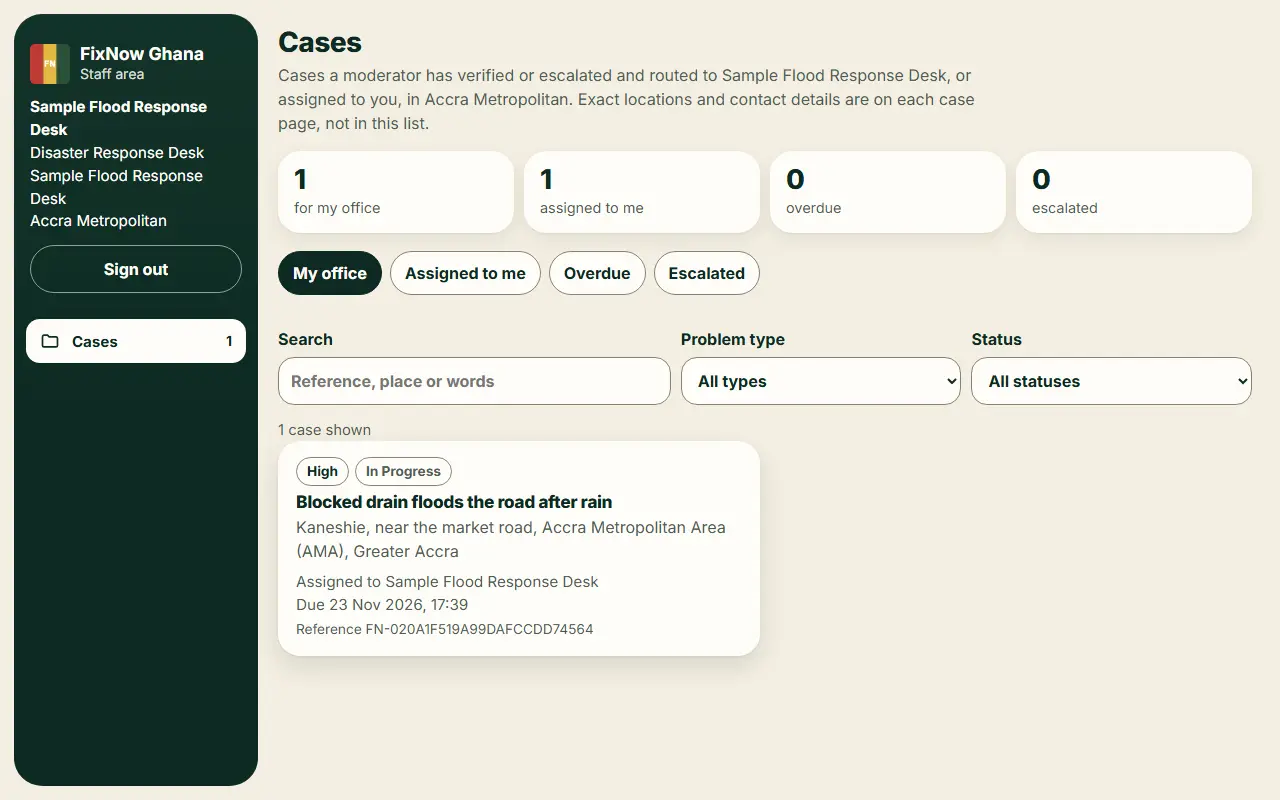 FN
FixNow Ghana
Staff area
Sample Flood Response
Desk
Disaster Response Desk
Sample Flood Response
Desk
Accra Metropolitan
Sign out
Cases 1
Cases
Cases a moderator has verified or escalated and routed to Sample Flood Response Desk, or
assigned to you, in Accra Metropolitan. Exact locations and contact details are on each case
page, not in this list.
1
for my office
1
assigned to me
0
overdue
0
escalated
My office
Assigned to me
Overdue
Escalated
Search
Reference, place or words
Problem type
All types
Status
All statuses
1 case shown
High
In Progress
Blocked drain floods the road after rain
Kaneshie, near the market road, Accra Metropolitan Area
(AMA), Greater Accra
Assigned to Sample Flood Response Desk
Due 23 Nov 2026, 17:39
Reference FN-020A1F519A99DAFCCDD74564